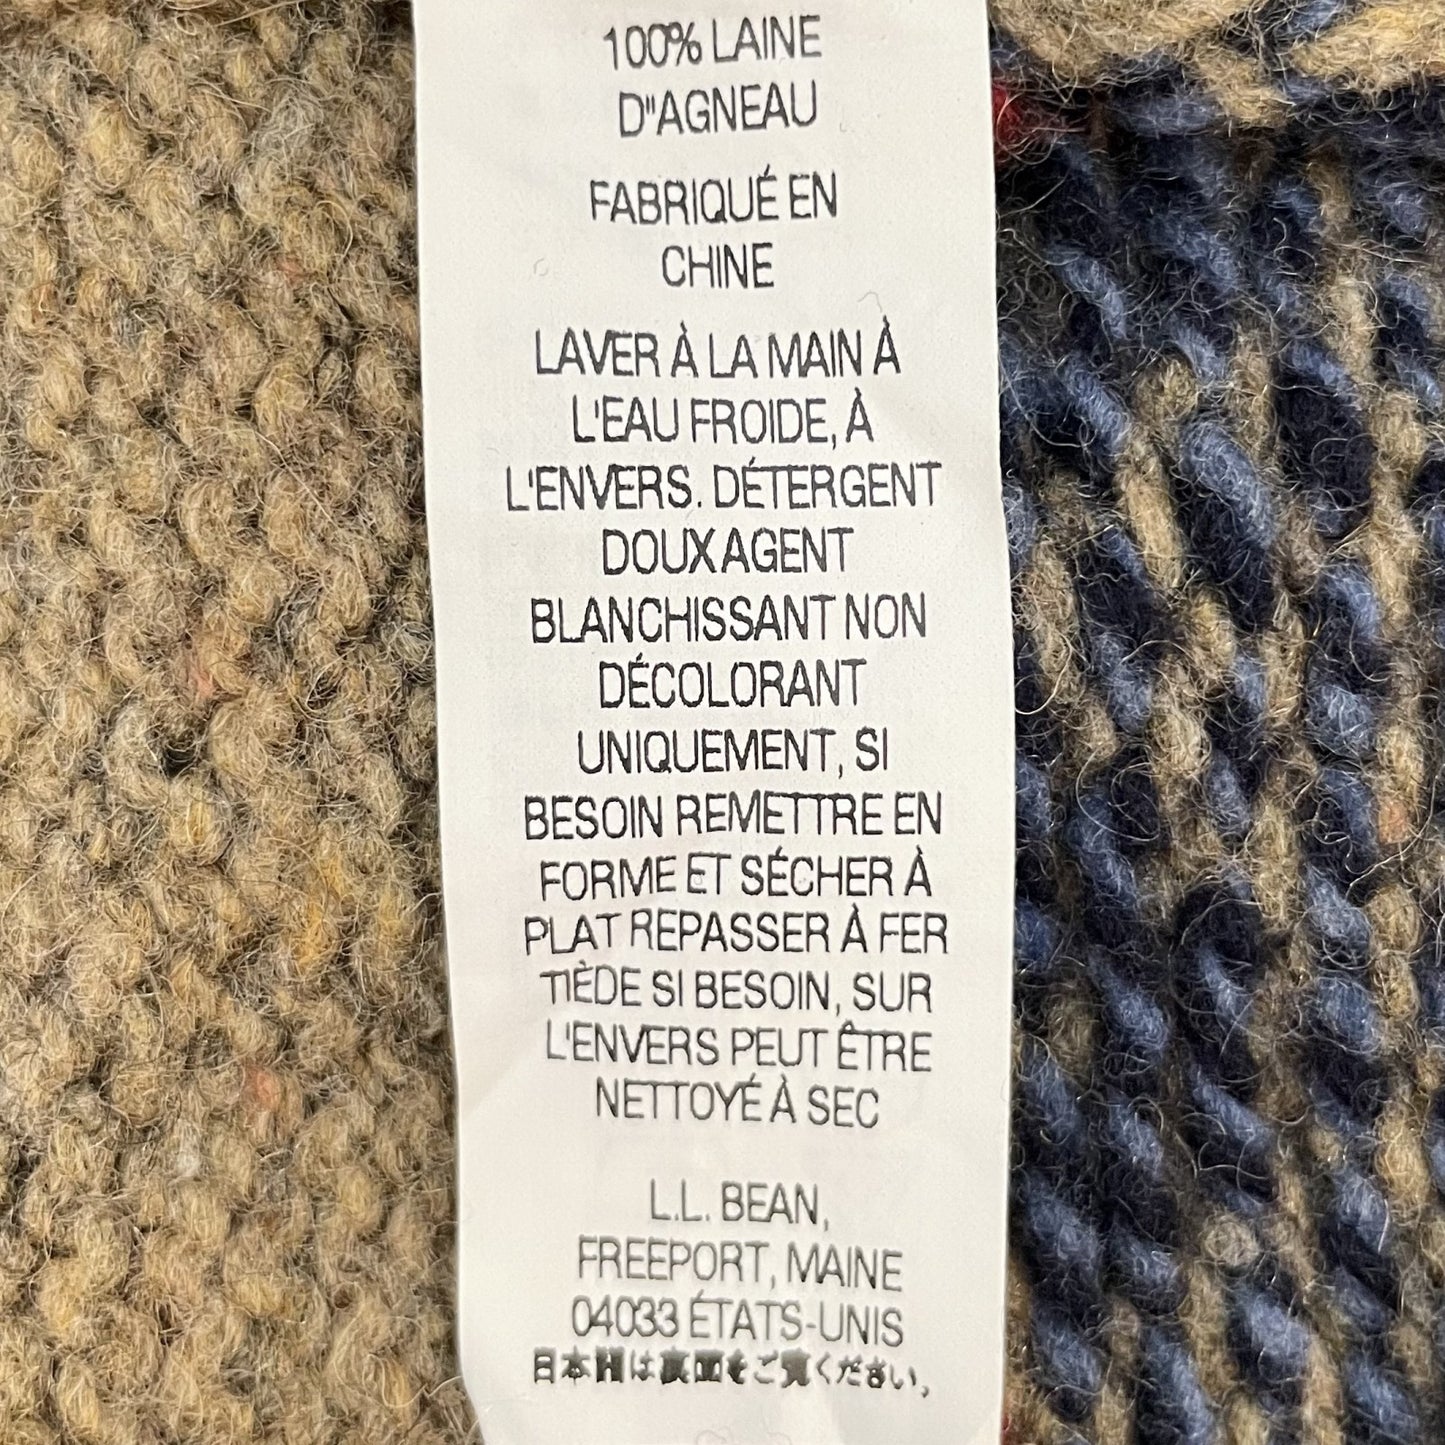 100% LAINE
D"AGNEAU
FABRIQUÉ EN
CHINE
LAVER À LA MAIN À
L'EAU FROIDE, À
L'ENVERS. DÉTERGENT
DOUX AGENT
BLANCHISSANT NON
DÉCOLORANT
UNIQUEMENT, SI
BESOIN REMETTRE EN
FORME ET SÉCHER À
PLAT REPASSER À FER
TIÈDE SI BESOIN, SUR
L'ENVERS PEUT ÊTRE
NETTOYÉ À SEC
L.L. BEAN,
FREEPORT, MAINE
04033 ÉTATS-UNIS
日本語は裏面をご覧ください。